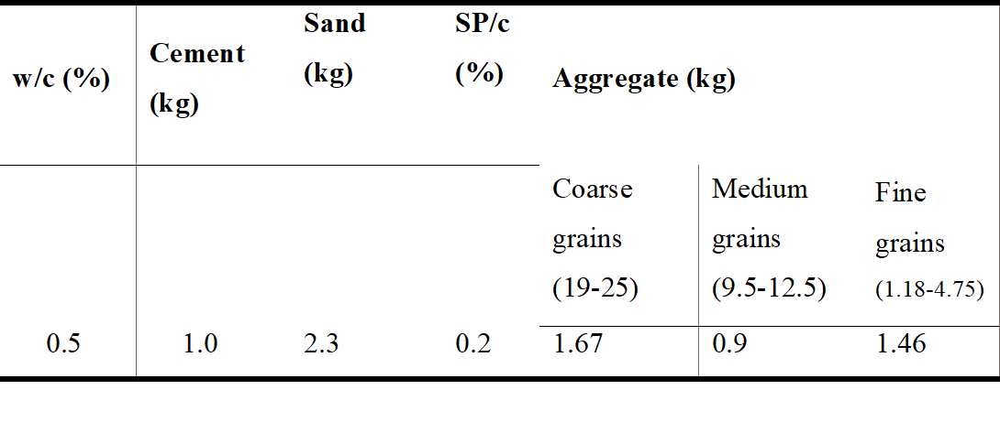 w/c (%)
Cement
(kg)
Sand
(kg)
SP/c
(%)
Aggregate (kg)
Coarse
grains
(19-25)
Medium
grains
(9.5-12.5)
Fine
grains
(1.18-4.75)
0.5 1.0 2.3 0.2 1.67 0.9 1.46